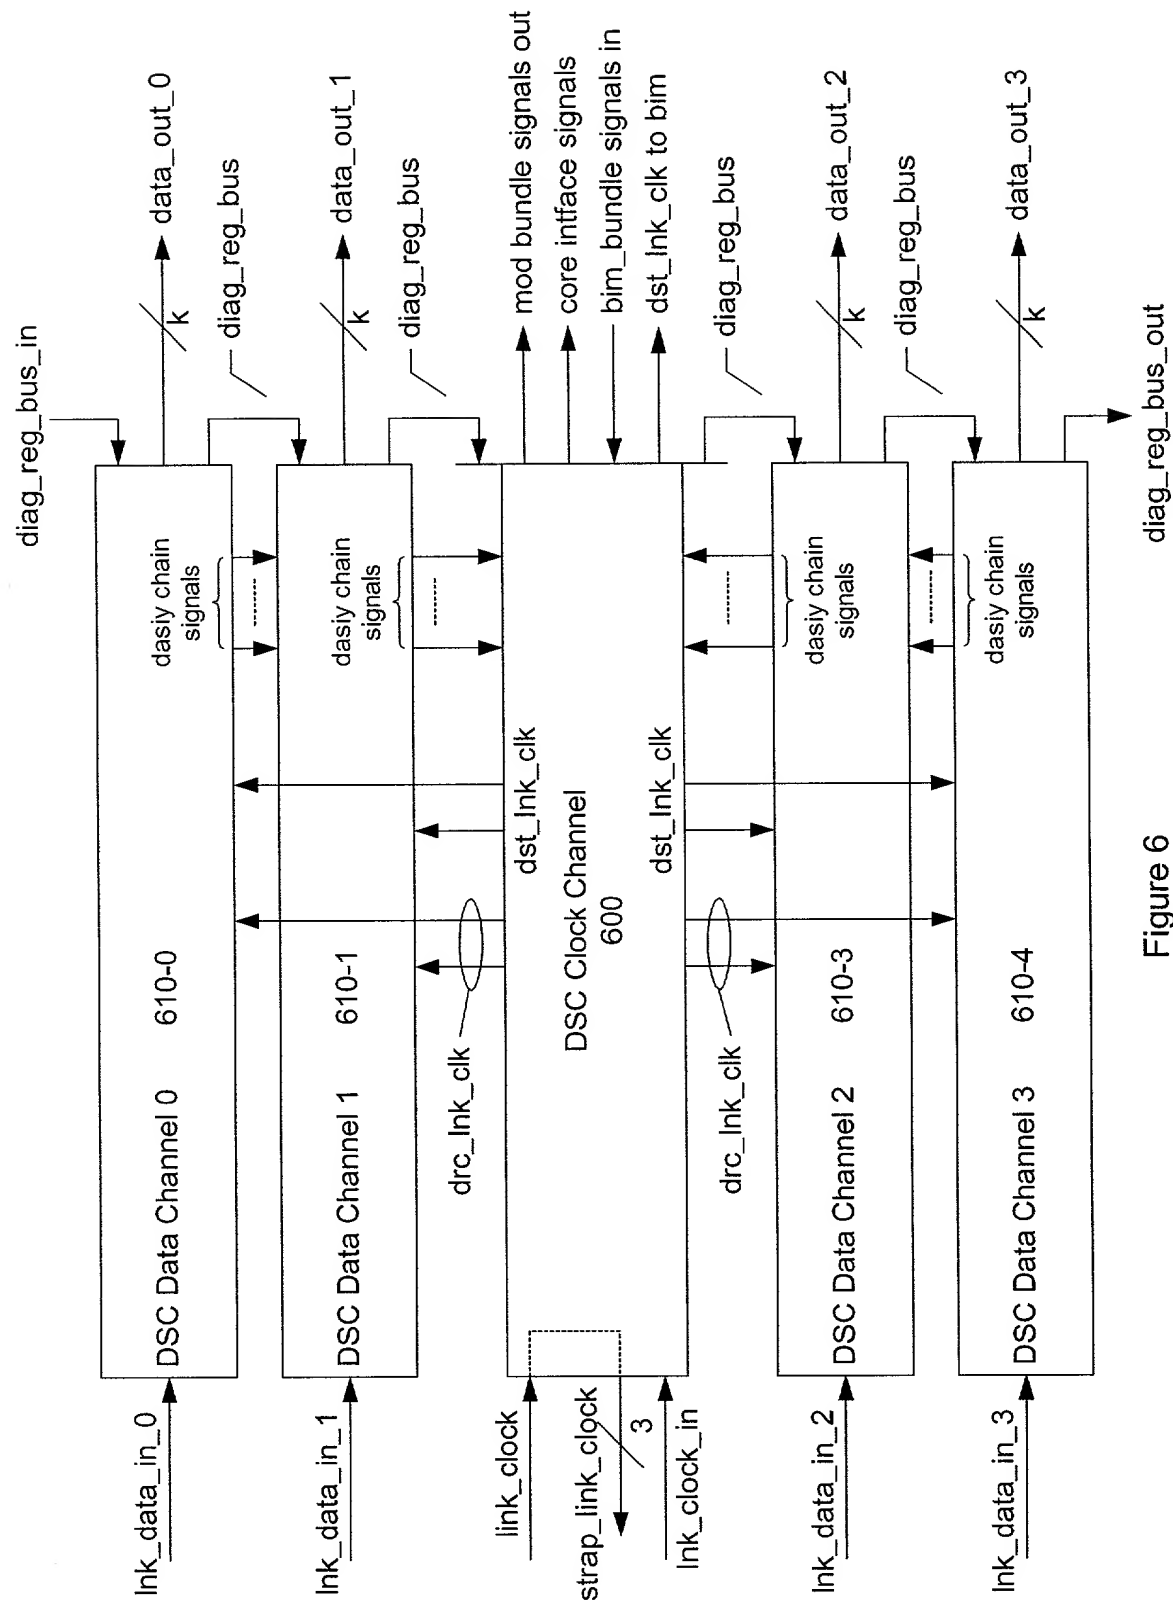 diag_reg_bus_in
lnk_data_in_0
DSC Data Channel 0
610-0
dasiy chain
signals
k
data_out_0
diag_reg_bus
lnk_data_in_1
DSC Data Channel 1
610-1
dasiy chain
signals
k
data_out_1
diag_reg_bus
drc_lnk_clk
dst_lnk_clk
link_clock
strap_link_clock
3
lnk_clock_in
DSC Clock Channel
600
mod bundle signals out
core intface signals
bim_bundle signals in
dst_lnk_clk to bim
dst_lnk_clk
drc_lnk_clk
diag_reg_bus
lnk_data_in_2
DSC Data Channel 2
610-3
dasiy chain
signals
k
data_out_2
diag_reg_bus
lnk_data_in_3
DSC Data Channel 3
610-4
dasiy chain
signals
k
data_out_3
diag_reg_bus_out
Figure 6